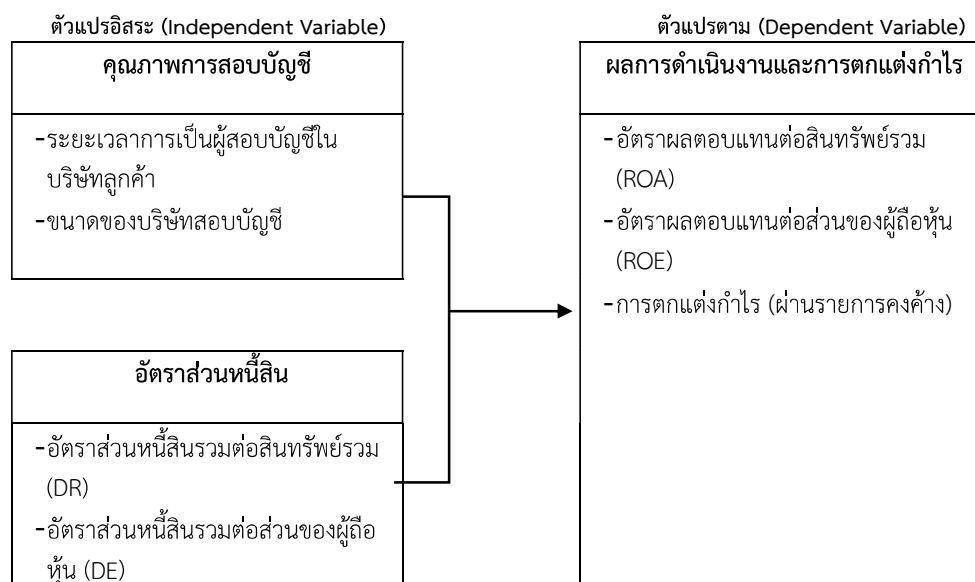 ตัวแปรอิสระ (Independent Variable)
คุณภาพการสอบบัญชี
-ระยะเวลาการเป็นผู้สอบบัญชีใน
บริษัทลูกค้า
-ขนาดของบริษัทสอบบัญชี
อัตราส่วนหนี้สิน
-อัตราส่วนหนี้สินรวมต่อสินทรัพย์รวม
(DR)
-อัตราส่วนหนี้สินรวมต่อส่วนของผู้ถือ
หุ้น (DE)
ตัวแปรตาม (Dependent Variable)
ผลการดำเนินงานและการตกแต่งกำไร
-อัตราผลตอบแทนต่อสินทรัพย์รวม
(ROA)
-อัตราผลตอบแทนต่อส่วนของผู้ถือหุ้น
(ROE)
-การตกแต่งกำไร (ผ่านรายการคงค้าง)